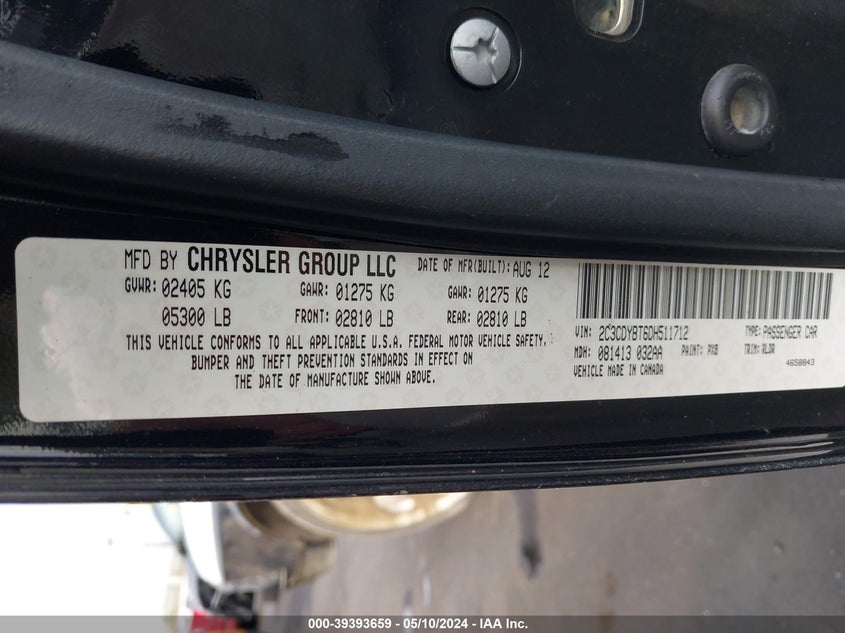 MFD BY CHRYSLER GROUP LLC DATE OF MFR(BUILT): AUG 12
GVWR: 02405 KG GAWR: 01275 KG GAWR: 01275 KG
05300 LB FRONT: 02810 LB REAR: 02810 LB
THIS VEHICLE CONFORMS TO ALL APPLICABLE U.S.A. FEDERAL MOTOR VEHICLE SAFETY,
BUMPER AND THEFT PREVENTION STANDARDS IN EFFECT ON
THE DATE OF MANUFACTURE SHOWN ABOVE.
VIN: 2C3CDYBT6DH511712 TYPE: PASSENGER CAR
MDH: 081413 032AA PAINT: PXB TRIM: RLDR
VEHICLE MADE IN CANADA 4658843
000-39393659 - 05/10/2024 - IAA Inc.